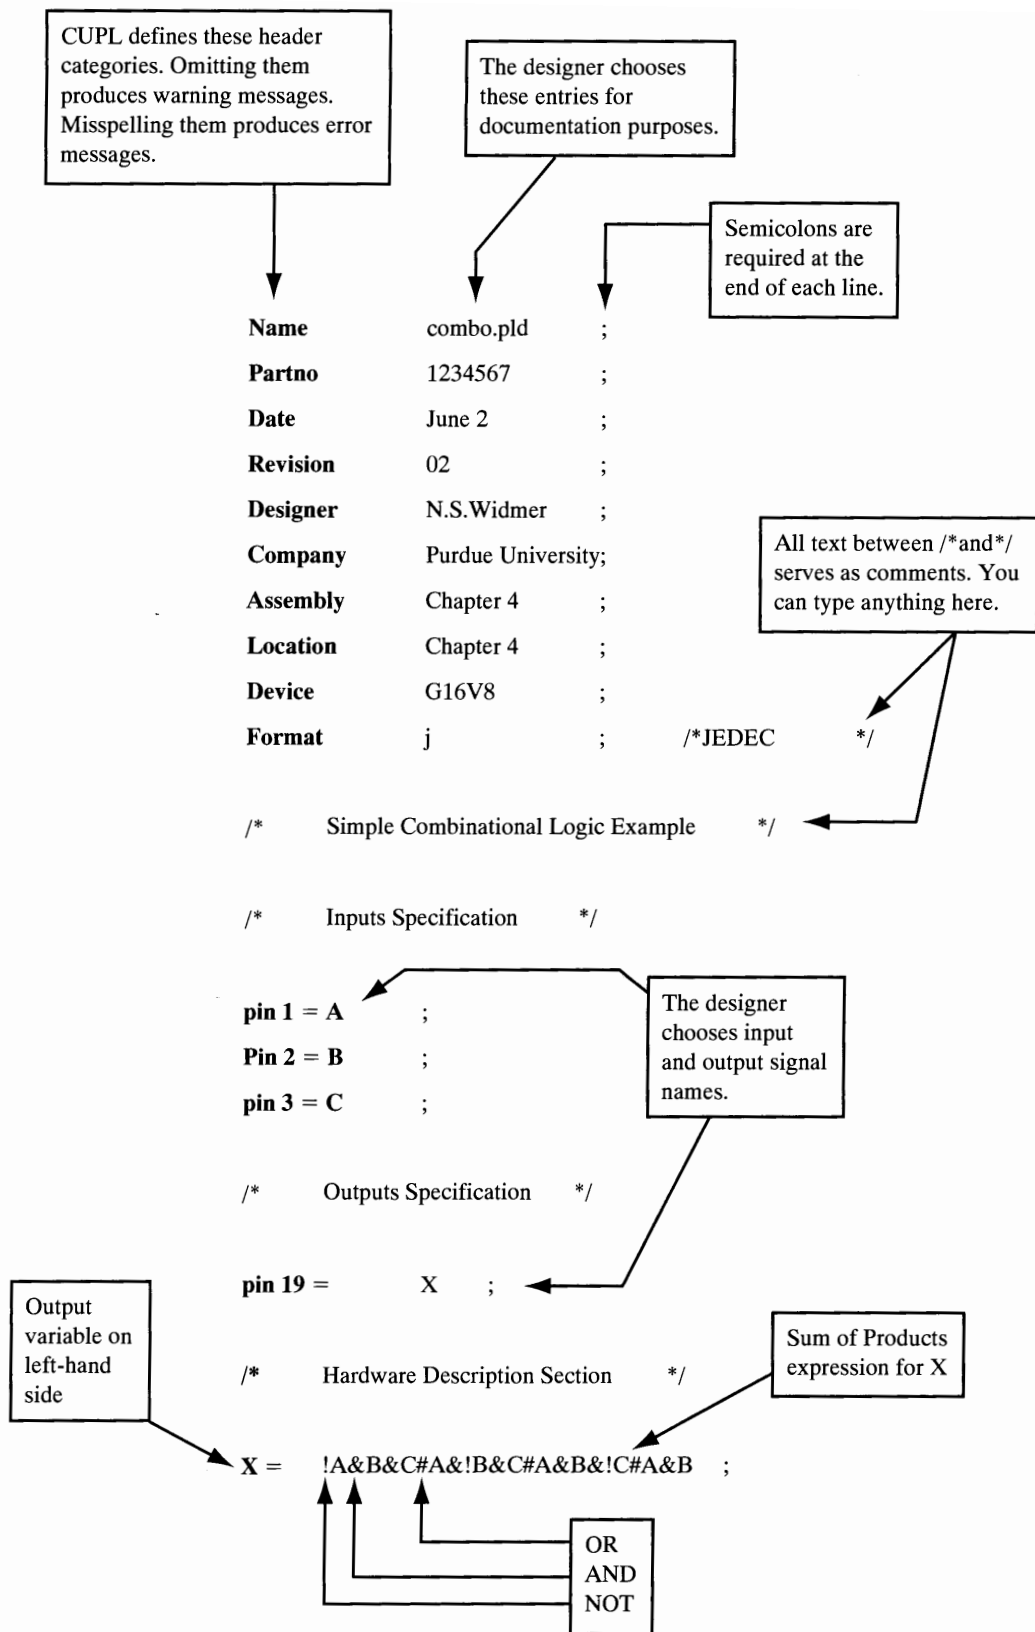 CUPL defines these header
categories. Omitting them
produces warning messages.
Misspelling them produces error
messages.
The designer chooses
these entries for
documentation purposes.
Semicolons are
required at the
end of each line.
Name combo.pld ;
Partno 1234567 ;
Date June 2 ;
Revision 02 ;
Designer N.S.Widmer ;
Company Purdue University;
Assembly Chapter 4 ;
Location Chapter 4 ;
Device G16V8 ;
Format j ; /*JEDEC */
All text between /*and*/
serves as comments. You
can type anything here.
/* Simple Combinational Logic Example */
/* Inputs Specification */
pin 1 = A ;
Pin 2 = B ;
pin 3 = C ;
The designer
chooses input
and output signal
names.
/* Outputs Specification */
pin 19 = X ;
Output
variable on
left-hand
side
Sum of Products
expression for X
/* Hardware Description Section */
X = !A&B&C#A&!B&C#A&B&!C#A&B ;
OR
AND
NOT